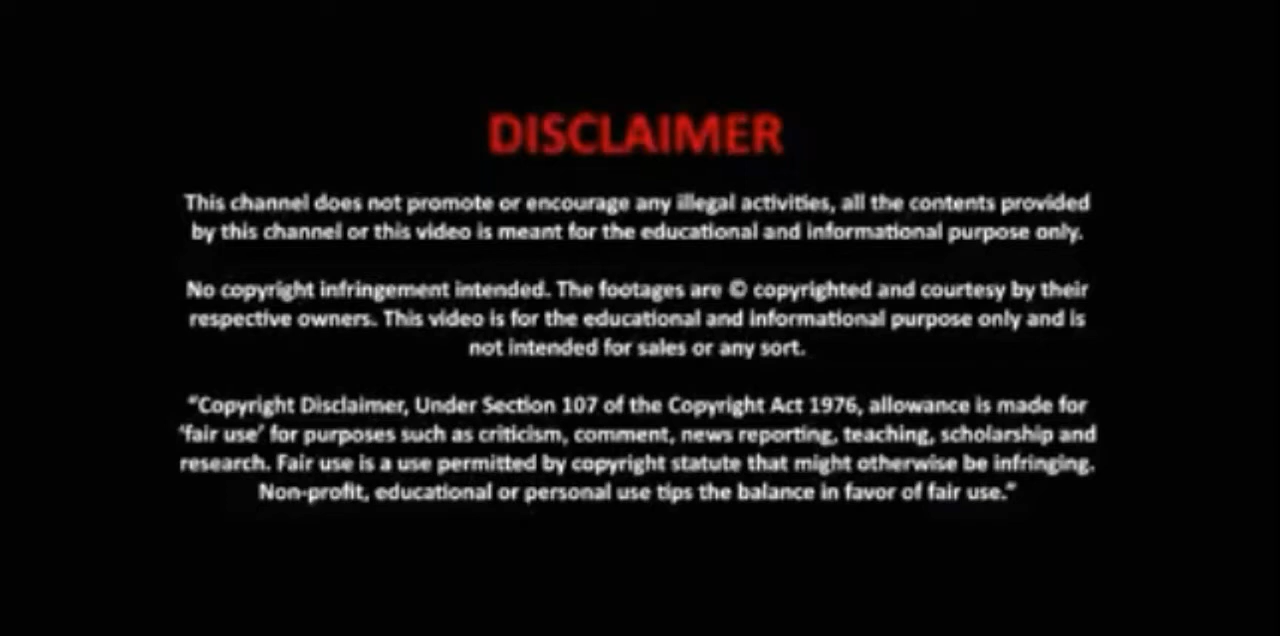 DISCLAIMER
This channel does not promote or encourage any illegal activities, all the contents provided
by this channel or this video is meant for the educational and informational purpose only.
No copyright infringement intended. The footages are © copyrighted and courtesy by their
respective owners. This video is for the educational and informational purpose only and is
not intended for sales or any sort.
“Copyright Disclaimer, Under Section 107 of the Copyright Act 1976, allowance is made for
‘fair use’ for purposes such as criticism, comment, news reporting, teaching, scholarship and
research. Fair use is a use permitted by copyright statute that might otherwise be infringing.
Non-profit, educational or personal use tips the balance in favor of fair use.”